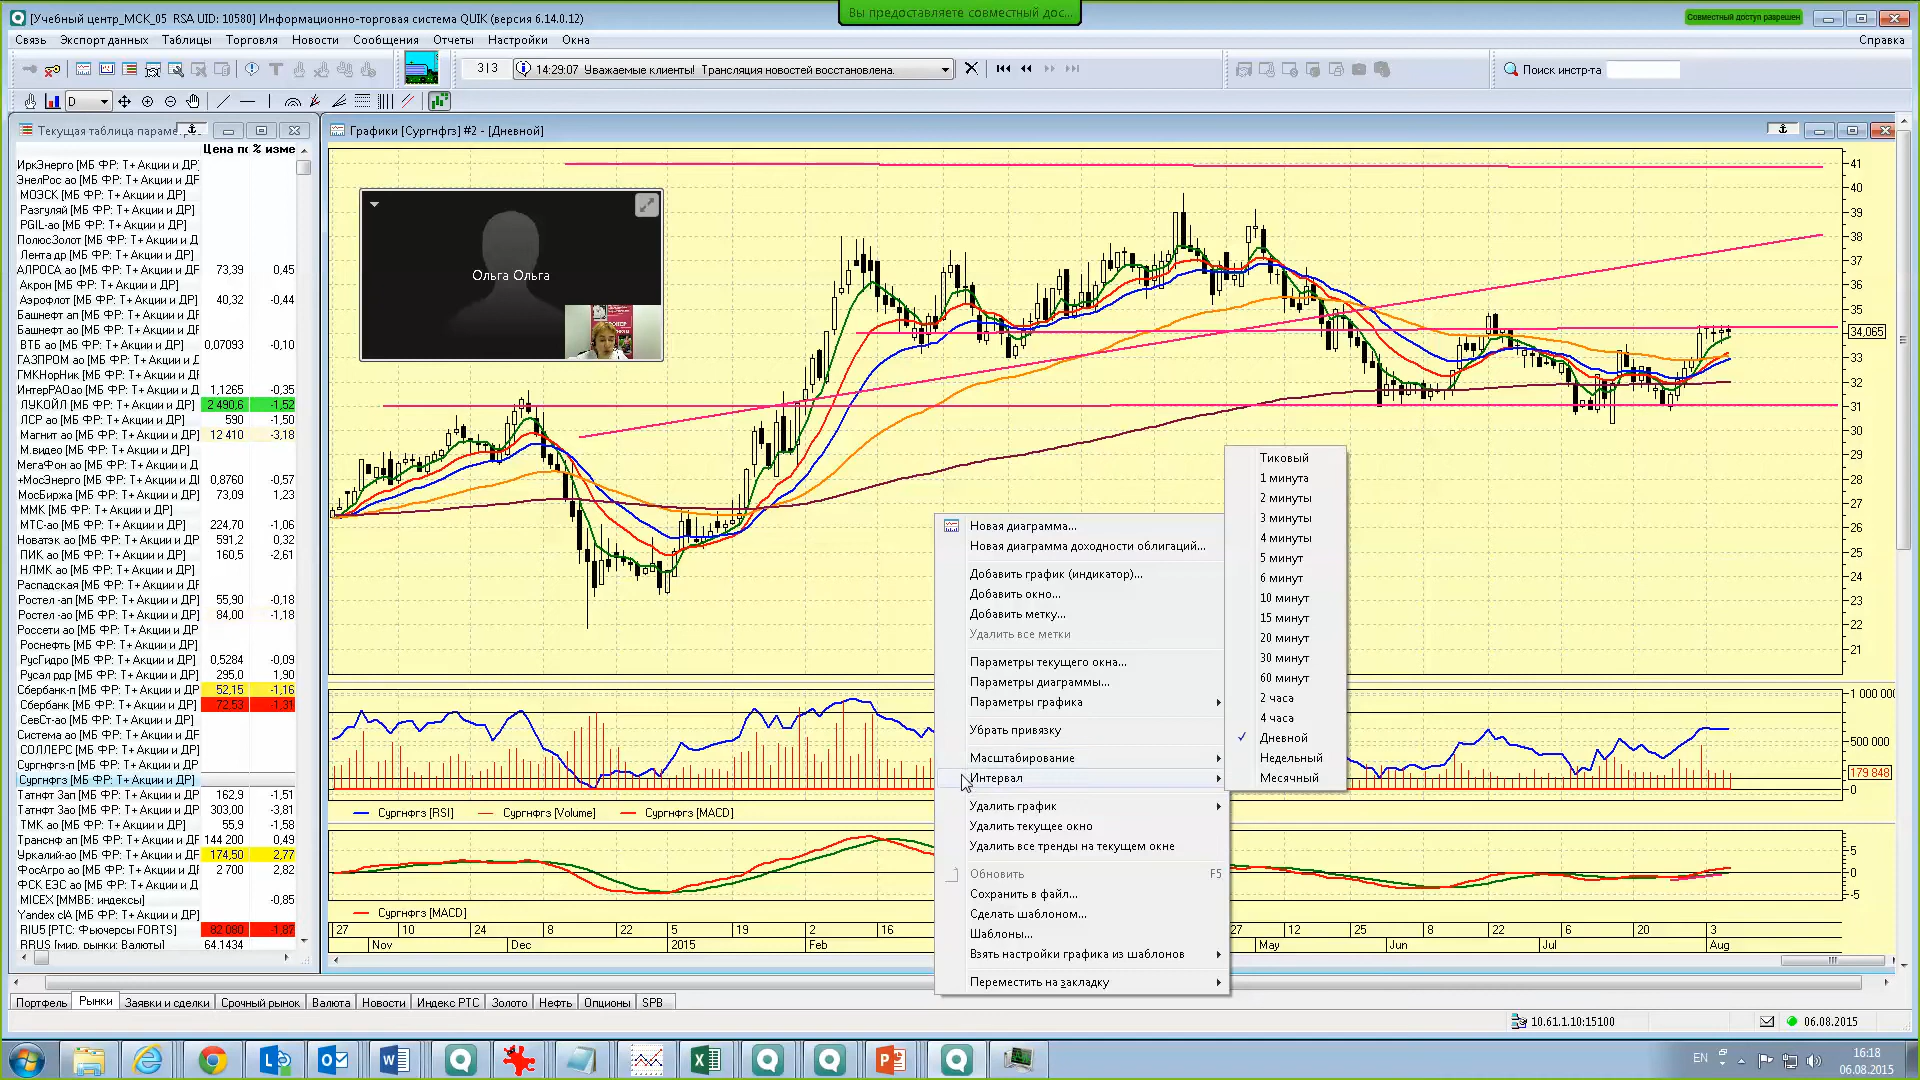 [Учебный центр_МСК_05 RSA UID: 10580] Информационно-торговая система QUIK (версия 6.14.0.12)
Вы предоставляете совместный дос...
Совместный доступ разрешен
Связь Экспорт данных Таблицы Торговля Новости Сообщения Отчеты Настройки Окна Справка
3|3 14:29:07 Уважаемые клиенты! Трансляция новостей восстановлена. Поиск инстр-та
D
Текущая таблица параме
Графики [Сургнфгз] #2 - [Дневной]
Цена по % изме
ИркЭнерго [МБ ФР: Т+ Акции и ДР]
ЭнелРос ао [МБ ФР: Т+ Акции и ДР
МОЭСК [МБ ФР: Т+ Акции и ДР]
Разгуляй [МБ ФР: Т+ Акции и ДР]
PGIL-ао [МБ ФР: Т+ Акции и ДР]
ПолюсЗолот [МБ ФР: Т+ Акции и Д
Лента др [МБ ФР: Т+ Акции и ДР]
АЛРОСА ао [МБ ФР: Т+ Акции и ДР 73,39 0,45
Акрон [МБ ФР: Т+ Акции и ДР]
Аэрофлот [МБ ФР: Т+ Акции и ДР] 40,32 -0,44
Башнефт ап [МБ ФР: Т+ Акции и ДР
Башнефт ао [МБ ФР: Т+ Акции и ДР
ВТБ ао [МБ ФР: Т+ Акции и ДР] 0,07093 -0,10
ГАЗПРОМ ао [МБ ФР: Т+ Акции и Д
ГМКНорНик [МБ ФР: Т+ Акции и ДР]
ИнтерРАОао [МБ ФР: Т+ Акции и ДР 1,1265 -0,35
ЛУКОЙЛ [МБ ФР: Т+ Акции и ДР] 2 490,6 -1,52
ЛСР ао [МБ ФР: Т+ Акции и ДР] 590 -1,50
Магнит ао [МБ ФР: Т+ Акции и ДР] 12 410 -3,18
М.видео [МБ ФР: Т+ Акции и ДР]
МегаФон ао [МБ ФР: Т+ Акции и ДР
+МосЭнерго [МБ ФР: Т+ Акции и ДР 0,8760 -0,57
МосБиржа [МБ ФР: Т+ Акции и ДР] 73,09 1,23
ММК [МБ ФР: Т+ Акции и ДР]
МТС-ао [МБ ФР: Т+ Акции и ДР] 224,70 -1,06
Новатэк ао [МБ ФР: Т+ Акции и ДР] 591,2 0,32
ПИК ао [МБ ФР: Т+ Акции и ДР] 160,5 -2,61
НЛМК ао [МБ ФР: Т+ Акции и ДР]
Распадская [МБ ФР: Т+ Акции и ДР
Ростел -ап [МБ ФР: Т+ Акции и ДР] 55,90 -0,18
Ростел -ао [МБ ФР: Т+ Акции и ДР] 84,00 -1,18
Россети ао [МБ ФР: Т+ Акции и ДР]
Роснефть [МБ ФР: Т+ Акции и ДР]
РусГидро [МБ ФР: Т+ Акции и ДР] 0,5284 -0,09
Русал рдр [МБ ФР: Т+ Акции и ДР] 295,0 1,90
Сбербанк-п [МБ ФР: Т+ Акции и ДР 52,15 -1,16
Сбербанк [МБ ФР: Т+ Акции и ДР] 72,53 -1,31
СевСт-ао [МБ ФР: Т+ Акции и ДР]
Система ао [МБ ФР: Т+ Акции и ДР
СОЛЛЕРС [МБ ФР: Т+ Акции и ДР]
Сургнфгз-п [МБ ФР: Т+ Акции и ДР
Сургнфгз [МБ ФР: Т+ Акции и ДР]
Татнфт 3ап [МБ ФР: Т+ Акции и ДР 162,9 -1,51
Татнфт 3ао [МБ ФР: Т+ Акции и ДР 303,00 -3,81
ТМК ао [МБ ФР: Т+ Акции и ДР] 55,9 -1,58
Транснф ап [МБ ФР: Т+ Акции и ДР 144 200 0,49
Уркалий-ао [МБ ФР: Т+ Акции и ДР 174,50 2,77
ФосАгро ао [МБ ФР: Т+ Акции и ДР 2 700 2,82
ФСК ЕЭС ао [МБ ФР: Т+ Акции и Д
MICEX [ММВБ: индексы] -0,85
Yandex clA [МБ ФР: Т+ Акции и ДР]
RIU5 [РТС: Фьючерсы FORTS] 82 080 -1,87
RRUS [мир. рынки: Валюты] 64.1434
Ольга Ольга
41
40
39
38
37
36
35
34,065
33
32
31
30
29
28
27
26
25
24
23
22
21
1 000 000
500 000
179 848
0
5
0
-5
Новая диаграмма...
Новая диаграмма доходности облигаций...
Добавить график (индикатор)...
Добавить окно...
Добавить метку...
Удалить все метки
Параметры текущего окна...
Параметры диаграммы...
Параметры графика
Убрать привязку
Масштабирование
Интервал
Удалить график
Удалить текущее окно
Удалить все тренды на текущем окне
Обновить F5
Сохранить в файл...
Сделать шаблоном...
Шаблоны...
Взять настройки графика из шаблонов
Переместить на закладку
Тиковый
1 минута
2 минуты
3 минуты
4 минуты
5 минут
6 минут
10 минут
15 минут
20 минут
30 минут
60 минут
2 часа
4 часа
Дневной
Недельный
Месячный
Сургнфгз [RSI] Сургнфгз [Volume] Сургнфгз [MACD]
Сургнфгз [MACD]
27 10 24 8 22 5 19 2 16 27 12 25 8 22 6 20 3
Nov Dec 2015 Feb May Jun Jul Aug
Портфель Рынки Заявки и сделки Срочный рынок Валюта Новости Индекс РТС Золото Нефть Опционы SPB
10.61.1.10:15100 06.08.2015
EN 16:18
06.08.2015